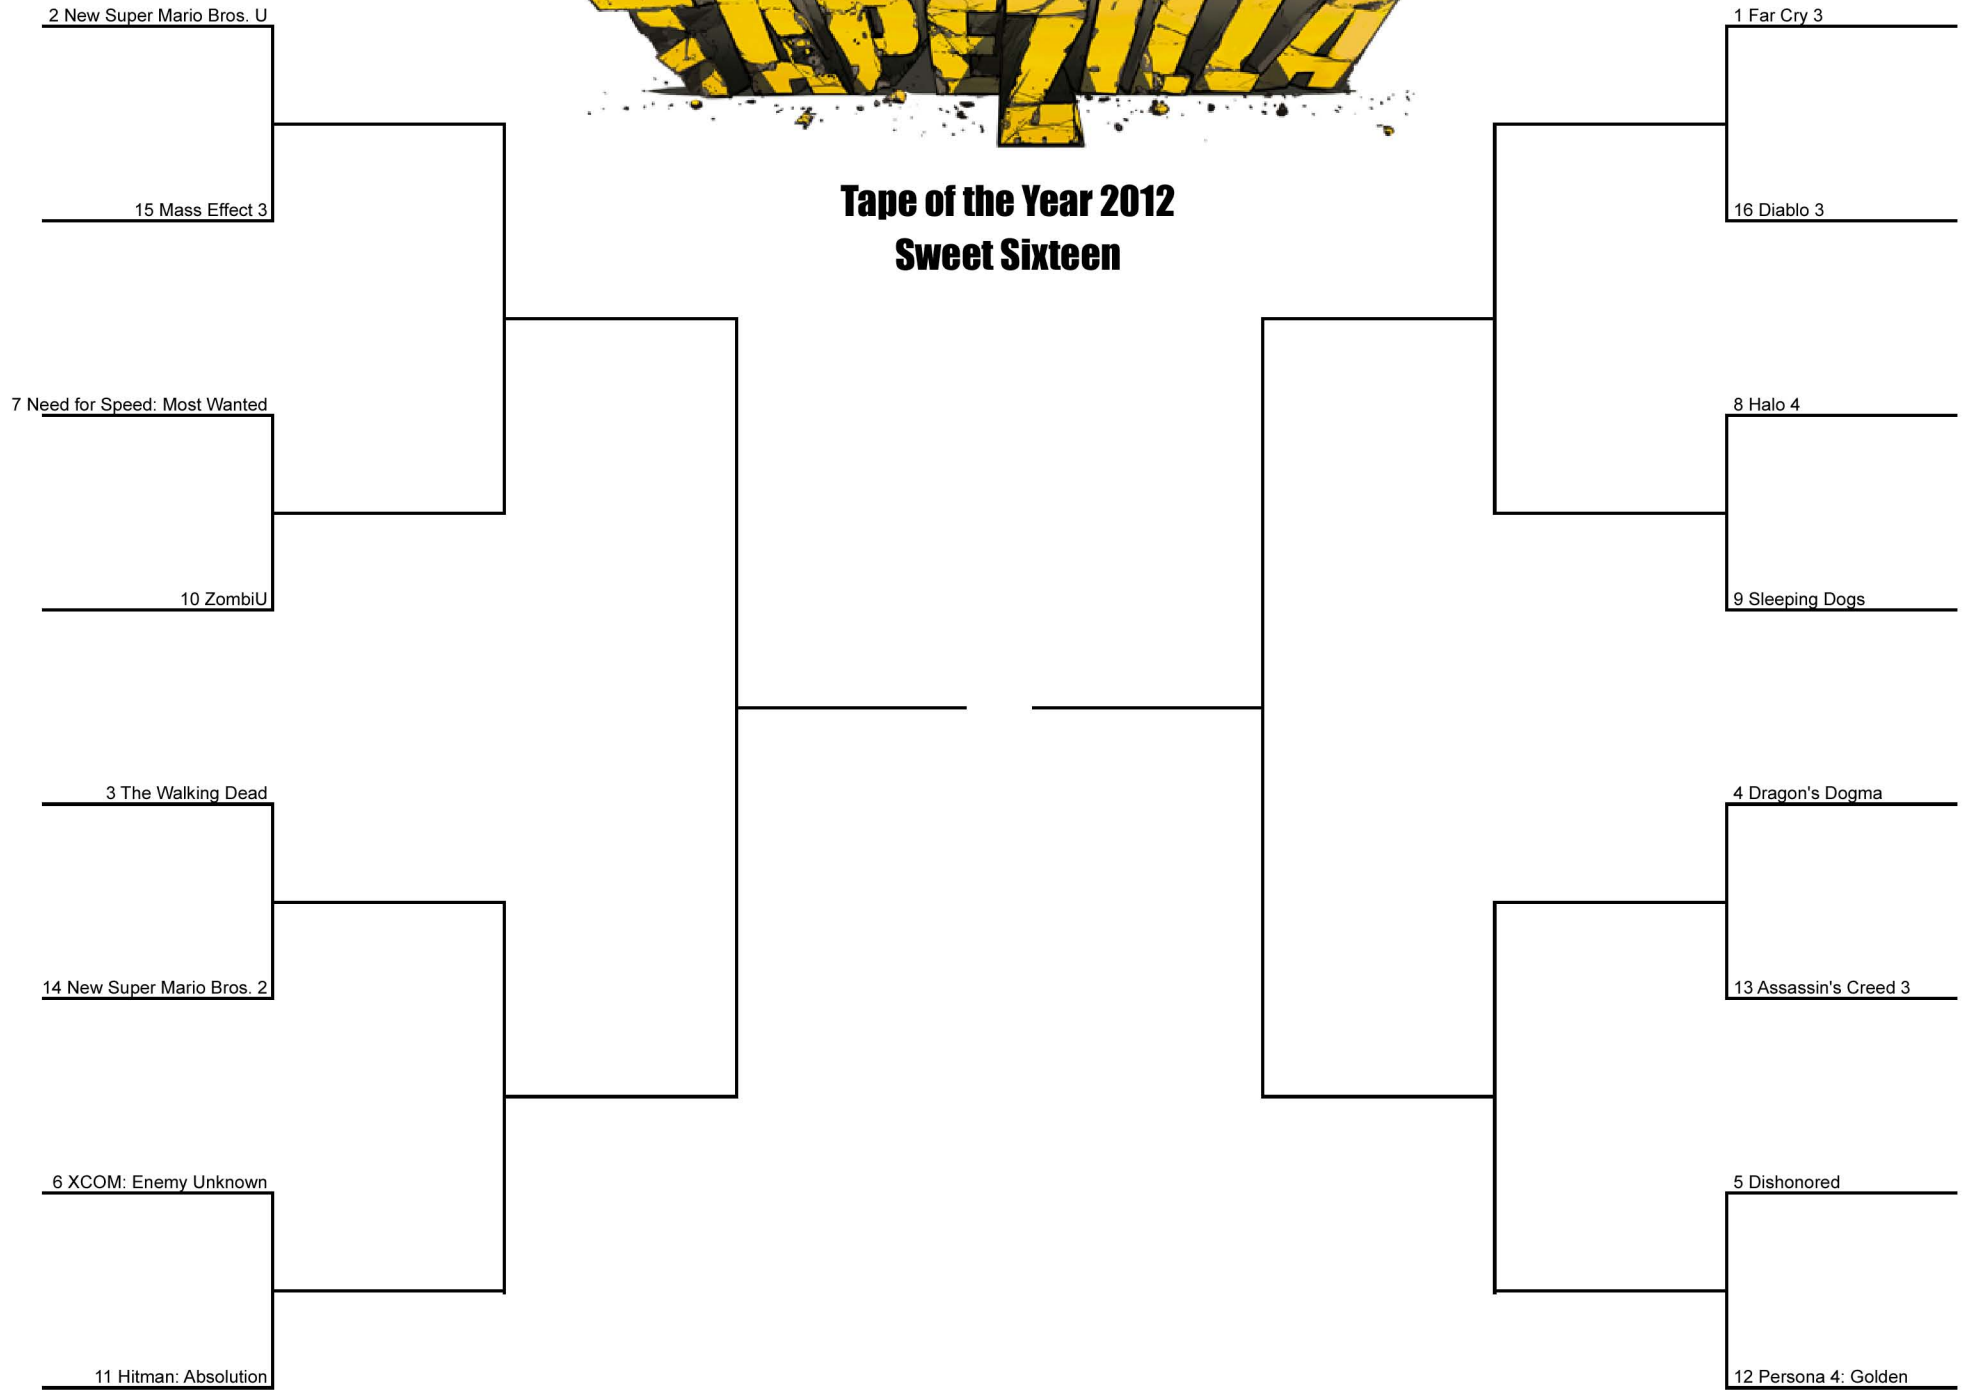 TAPEZILLA
Tape of the Year 2012
Sweet Sixteen
2 New Super Mario Bros. U
15 Mass Effect 3
7 Need for Speed: Most Wanted
10 ZombiU
3 The Walking Dead
14 New Super Mario Bros. 2
6 XCOM: Enemy Unknown
11 Hitman: Absolution
1 Far Cry 3
16 Diablo 3
8 Halo 4
9 Sleeping Dogs
4 Dragon's Dogma
13 Assassin's Creed 3
5 Dishonored
12 Persona 4: Golden